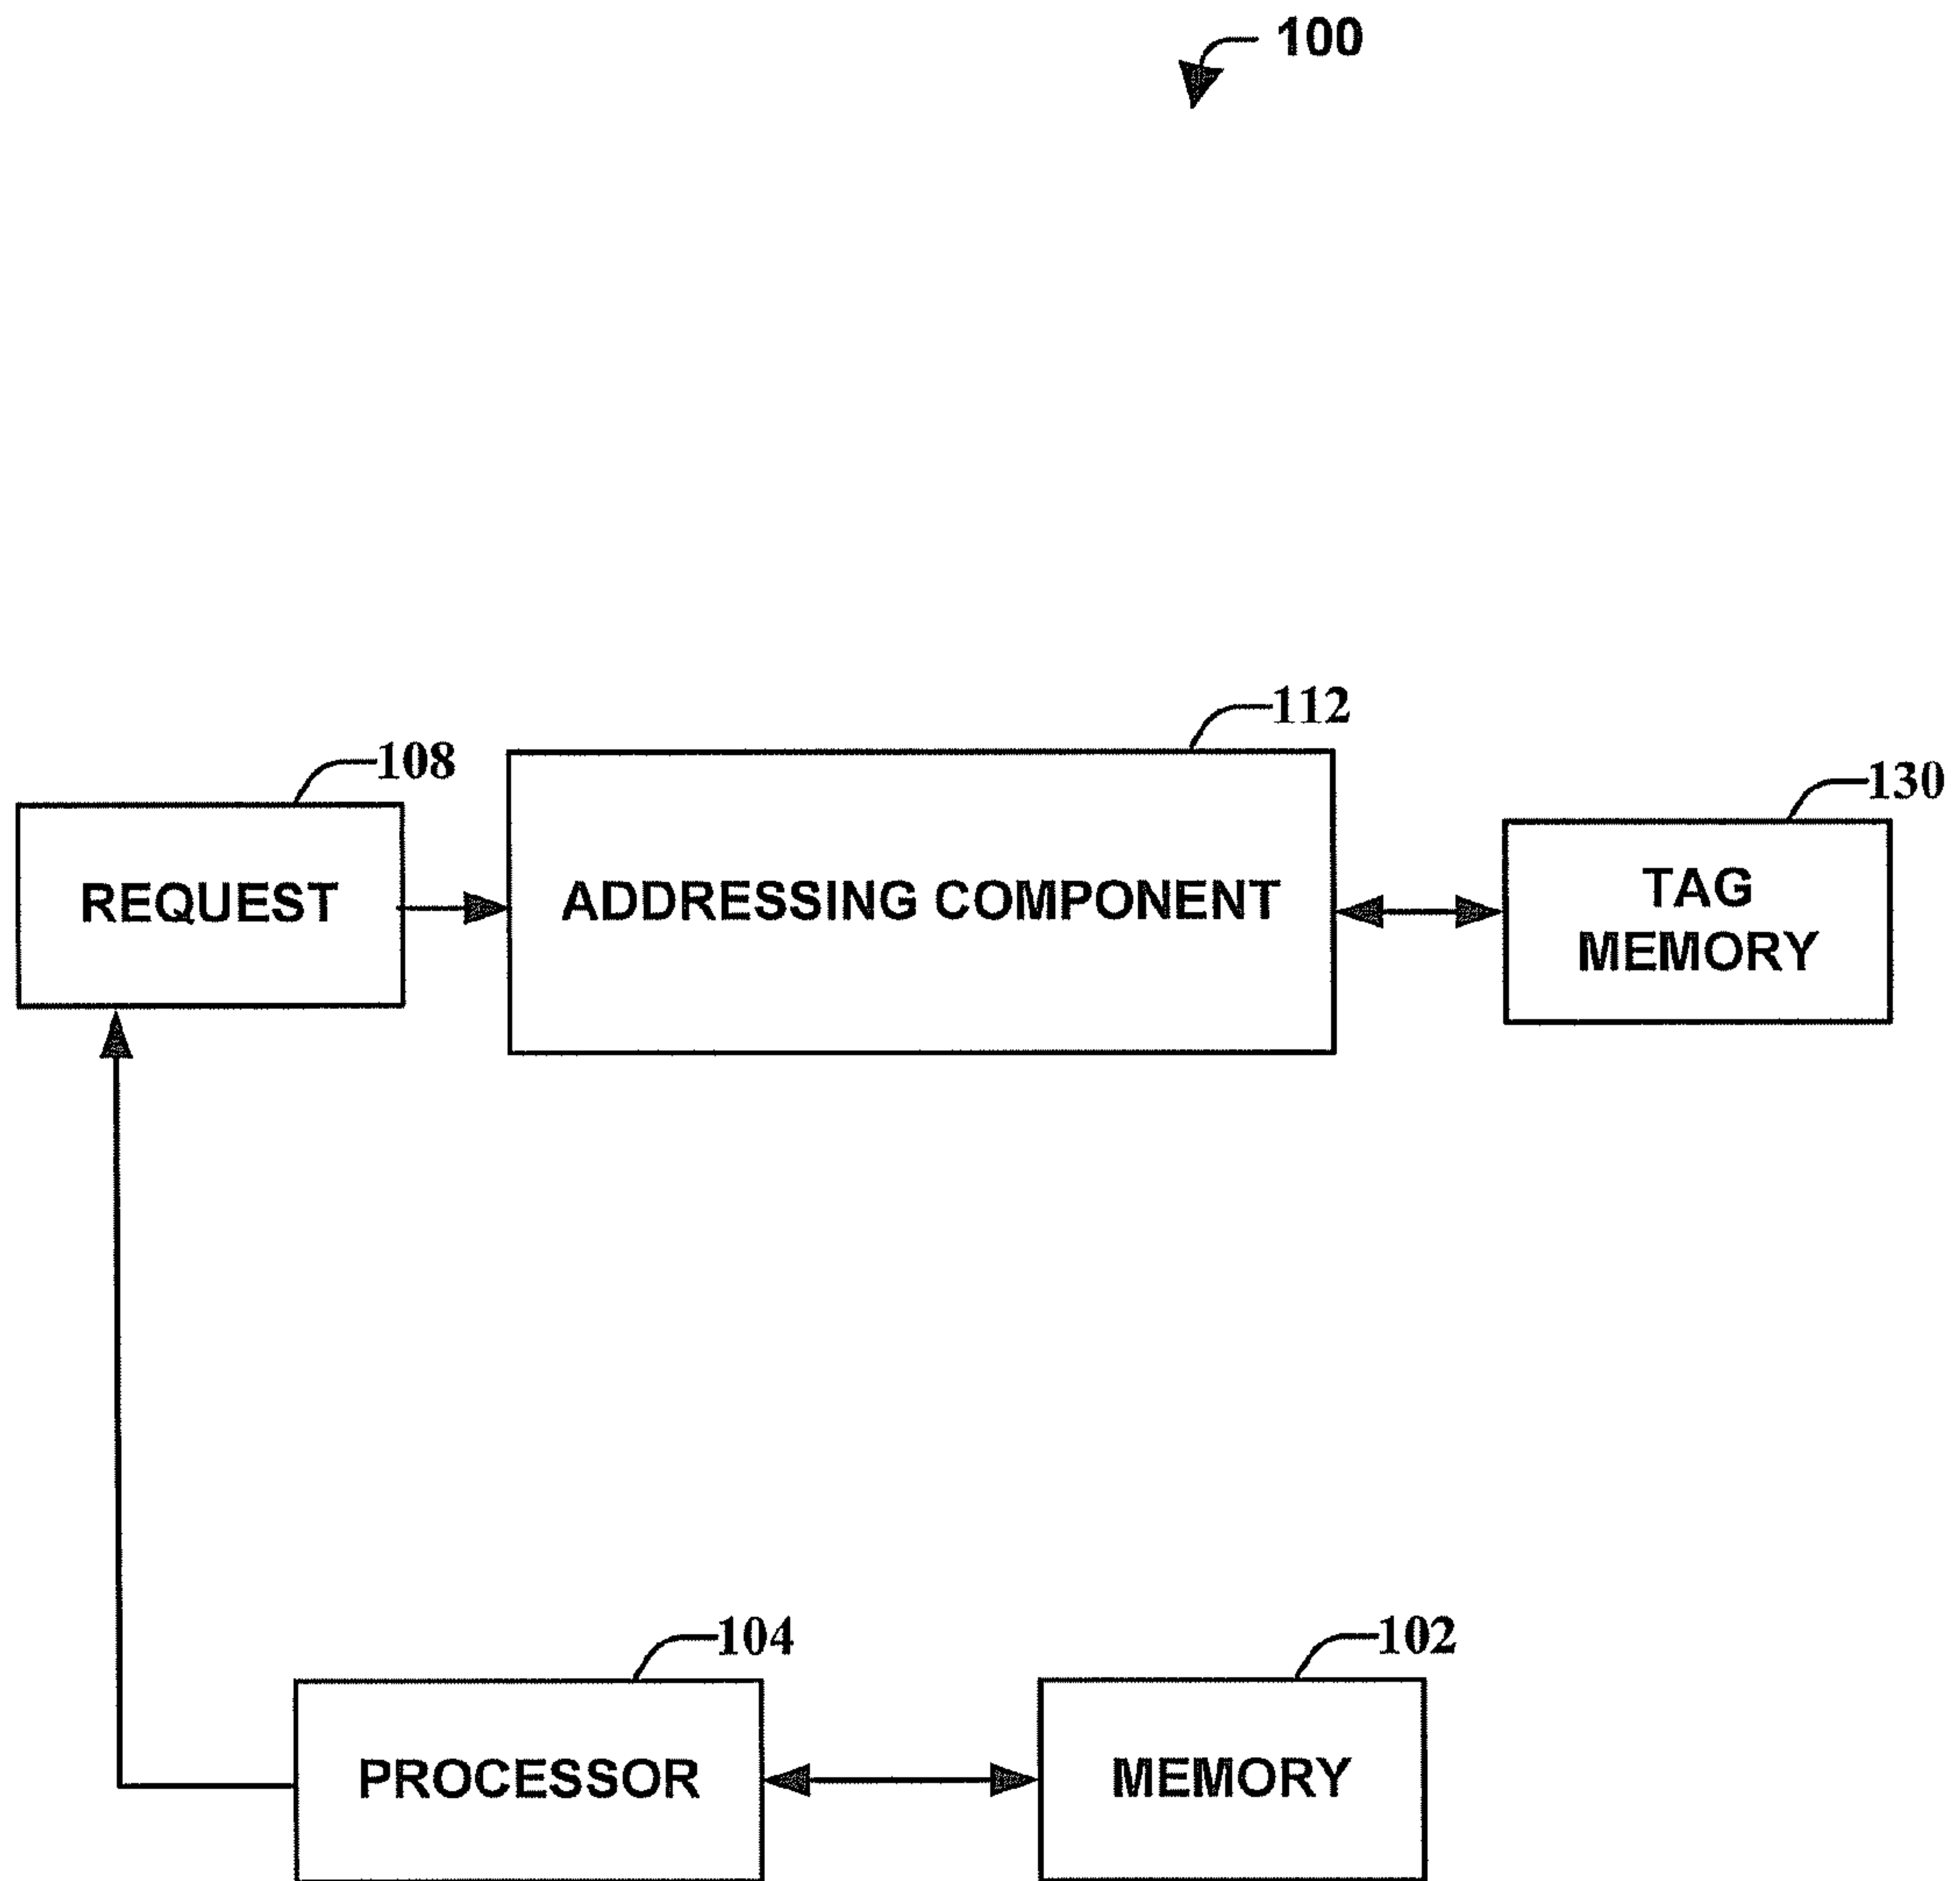 100
112
108
130
REQUEST
ADDRESSING COMPONENT
TAG
MEMORY
104
102
PROCESSOR
MEMORY